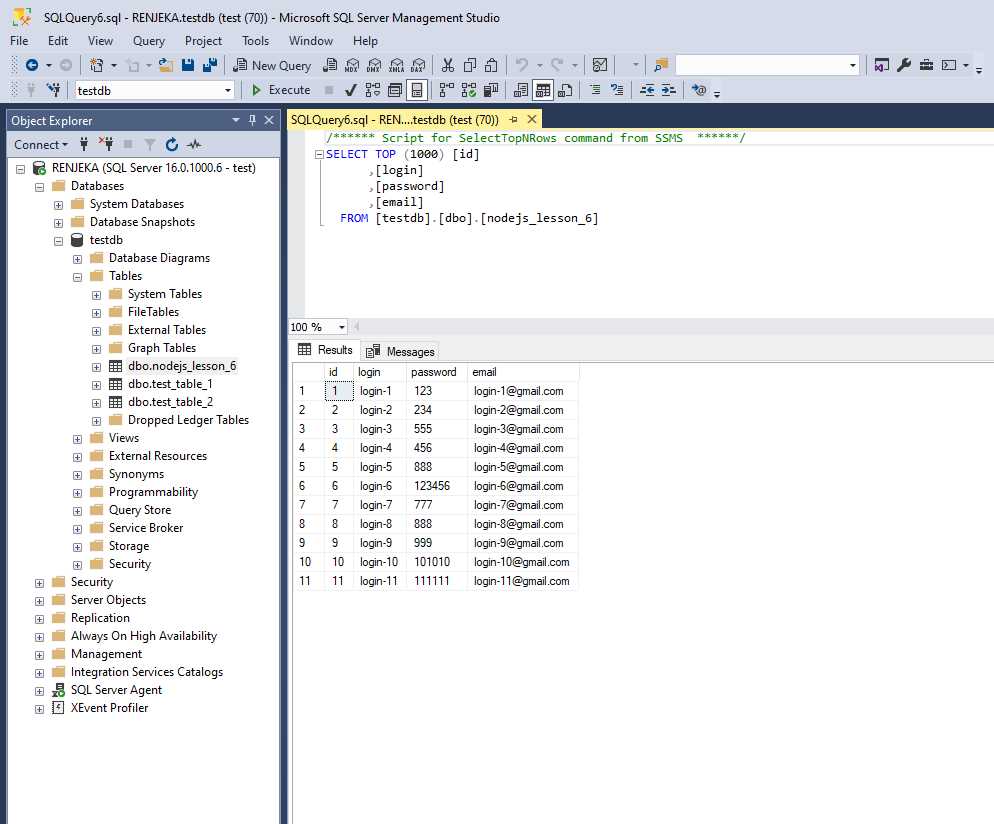 SQLQuery6.sql - RENJEKA.testdb (test (70)) - Microsoft SQL Server Management Studio
File Edit View Query Project Tools Window Help
New Query MDX DMX XMLA DAX
testdb Execute
Object Explorer
Connect
RENJEKA (SQL Server 16.0.1000.6 - test)
Databases
System Databases
Database Snapshots
testdb
Database Diagrams
Tables
System Tables
FileTables
External Tables
Graph Tables
dbo.nodejs_lesson_6
dbo.test_table_1
dbo.test_table_2
Dropped Ledger Tables
Views
External Resources
Synonyms
Programmability
Query Store
Service Broker
Storage
Security
Security
Server Objects
Replication
Always On High Availability
Management
Integration Services Catalogs
SQL Server Agent
XEvent Profiler
SQLQuery6.sql - REN....testdb (test (70))
/****** Script for SelectTopNRows command from SSMS ******/
SELECT TOP (1000) [id]
,[login]
,[password]
,[email]
FROM [testdb].[dbo].[nodejs_lesson_6]
100 %
Results Messages
id login password email
1 1 login-1 123 login-1@gmail.com
2 2 login-2 234 login-2@gmail.com
3 3 login-3 555 login-3@gmail.com
4 4 login-4 456 login-4@gmail.com
5 5 login-5 888 login-5@gmail.com
6 6 login-6 123456 login-6@gmail.com
7 7 login-7 777 login-7@gmail.com
8 8 login-8 888 login-8@gmail.com
9 9 login-9 999 login-9@gmail.com
10 10 login-10 101010 login-10@gmail.com
11 11 login-11 111111 login-11@gmail.com